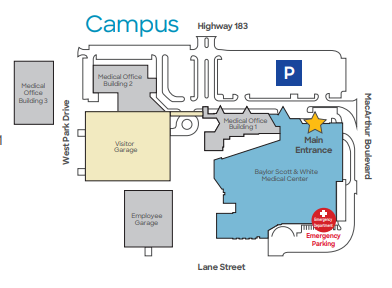 Campus
Highway 183
P
Medical
Office
Building 3
Medical Office
Building 2
West Park Drive
MacArthur Boulevard
Visitor
Garage
Medical Office
Building 1
Main
Entrance
Baylor Scott & White
Medical Center
Employee
Garage
Emergency
Emergency
Parking
Lane Street